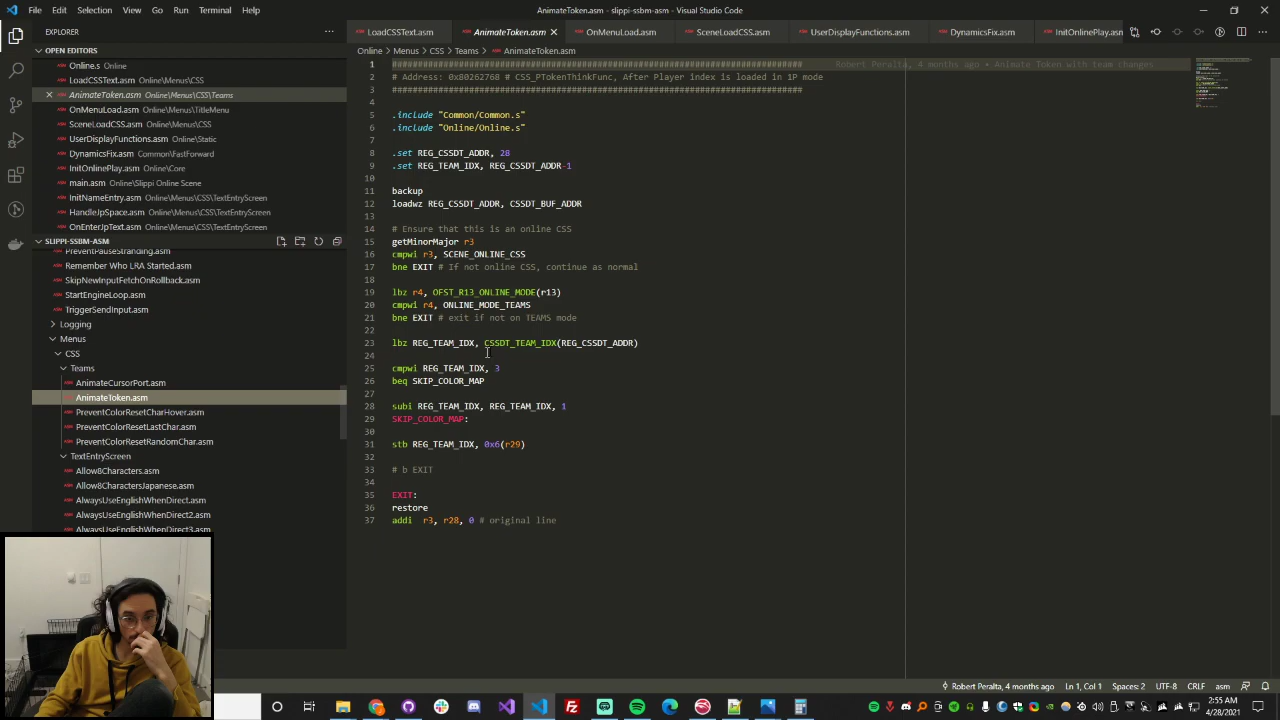 File Edit Selection View Go Run Terminal Help
AnimateToken.asm - slippi-ssbm-asm - Visual Studio Code
EXPLORER
LoadCSSText.asm AnimateToken.asm OnMenuLoad.asm SceneLoadCSS.asm UserDisplayFunctions.asm DynamicsFix.asm InitOnlinePlay.asm
OPEN EDITORS
Online.s Online
LoadCSSText.asm Online\Menus\CSS
AnimateToken.asm Online\Menus\CSS\Teams
OnMenuLoad.asm Online\Menus\TitleMenu
SceneLoadCSS.asm Online\Menus\CSS
UserDisplayFunctions.asm Online\Static
DynamicsFix.asm Common\FastForward
InitOnlinePlay.asm Online\Core
main.asm Online\Slippi Online Scene
InitNameEntry.asm Online\Menus\CSS\TextEntryScreen
HandleJpSpace.asm Online\Menus\CSS\TextEntryScreen
OnEnterJpText.asm Online\Menus\CSS\TextEntryScreen
SLIPPI-SSBM-ASM
PreventPauseStranding.asm
Remember Who LRA Started.asm
SkipNewInputFetchOnRollback.asm
StartEngineLoop.asm
TriggerSendInput.asm
Logging
Menus
CSS
Teams
AnimateCursorPort.asm
AnimateToken.asm
PreventColorResetCharHover.asm
PreventColorResetLastChar.asm
PreventColorResetRandomChar.asm
TextEntryScreen
Allow8Characters.asm
Allow8CharactersJapanese.asm
AlwaysUseEnglishWhenDirect.asm
AlwaysUseEnglishWhenDirect2.asm
AlwaysUseEnglishWhenDirect3.asm
Online > Menus > CSS > Teams > AnimateToken.asm
1 ################################################################################ Robert Peralta, 4 months ago • Animate Token with team changes
2 # Address: 0x80262768 # CSS_PTokenThinkFunc, After Player index is loaded in 1P mode
3 ################################################################################
4
5 .include "Common/Common.s"
6 .include "Online/Online.s"
7
8 .set REG_CSSDT_ADDR, 28
9 .set REG_TEAM_IDX, REG_CSSDT_ADDR-1
10
11 backup
12 loadwz REG_CSSDT_ADDR, CSSDT_BUF_ADDR
13
14 # Ensure that this is an online CSS
15 getMinorMajor r3
16 cmpwi r3, SCENE_ONLINE_CSS
17 bne EXIT # If not online CSS, continue as normal
18
19 lbz r4, OFST_R13_ONLINE_MODE(r13)
20 cmpwi r4, ONLINE_MODE_TEAMS
21 bne EXIT # exit if not on TEAMS mode
22
23 lbz REG_TEAM_IDX, CSSDT_TEAM_IDX(REG_CSSDT_ADDR)
24
25 cmpwi REG_TEAM_IDX, 3
26 beq SKIP_COLOR_MAP
27
28 subi REG_TEAM_IDX, REG_TEAM_IDX, 1
29 SKIP_COLOR_MAP:
30
31 stb REG_TEAM_IDX, 0x6(r29)
32
33 # b EXIT
34
35 EXIT:
36 restore
37 addi r3, r28, 0 # original line
Robert Peralta, 4 months ago Ln 1, Col 1 Spaces: 2 UTF-8 CRLF asm
2:55 AM
4/28/2021